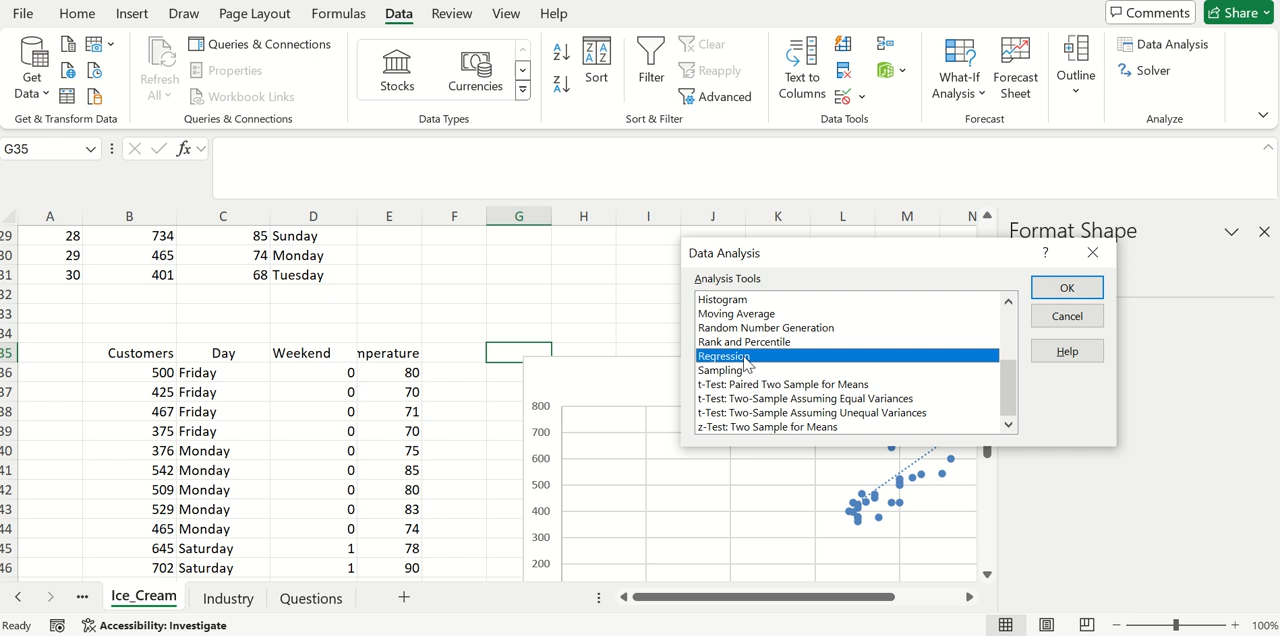 File Home Insert Draw Page Layout Formulas Data Review View Help Comments Share
Get Data
Get & Transform Data
Refresh All
Queries & Connections
Properties
Workbook Links
Queries & Connections
Stocks Currencies
Data Types
Sort Filter
Clear
Reapply
Advanced
Sort & Filter
Text to Columns
Data Tools
What-If Analysis
Forecast Sheet
Forecast
Outline
Data Analysis
Solver
Analyze
G35 fx
A B C D E F G H I J K L M N
29 28 734 85 Sunday
30 29 465 74 Monday
31 30 401 68 Tuesday
32
33
34
35 Customers Day Weekend mperature
36 500 Friday 0 80
37 425 Friday 0 70
38 467 Friday 0 71
39 375 Friday 0 70
40 376 Monday 0 75
41 542 Monday 0 85
42 509 Monday 0 80
43 529 Monday 0 83
44 465 Monday 0 74
45 645 Saturday 1 78
46 702 Saturday 1 90
800
700
600
500
400
300
200
Format Shape
Data Analysis ?
Analysis Tools
Histogram
Moving Average
Random Number Generation
Rank and Percentile
Regression
Sampling
t-Test: Paired Two Sample for Means
t-Test: Two-Sample Assuming Equal Variances
t-Test: Two-Sample Assuming Unequal Variances
z-Test: Two Sample for Means
OK
Cancel
Help
Ice_Cream Industry Questions
Ready Accessibility: Investigate 100%